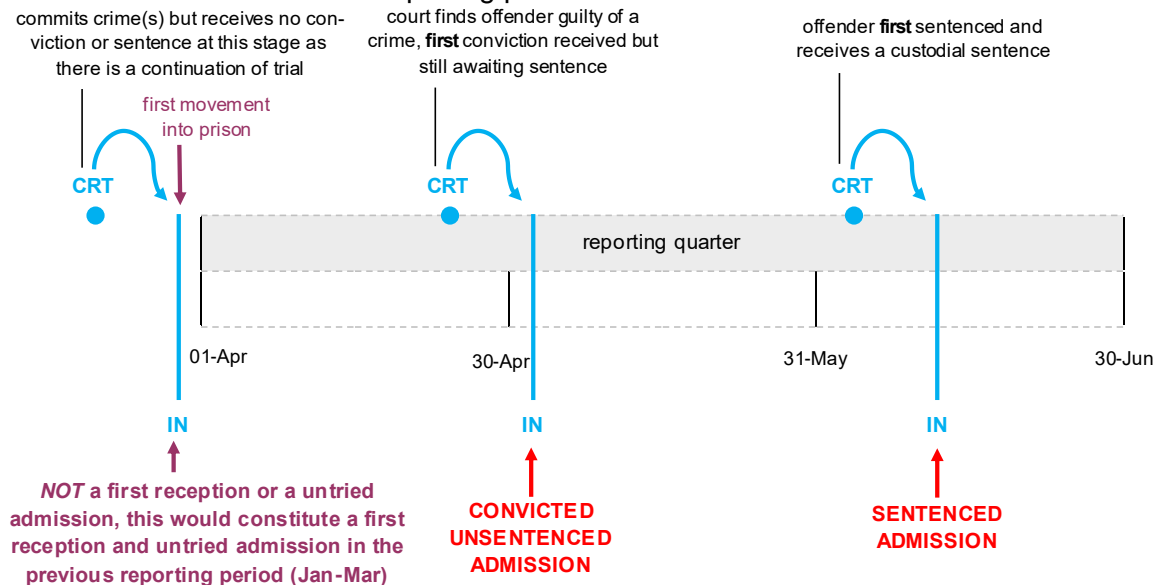 commits crime(s) but receives no con-
viction or sentence at this stage as
there is a continuation of trial
court finds offender guilty of a
crime, first conviction received but
still awaiting sentence
offender first sentenced and
receives a custodial sentence
first movement
into prison
CRT
CRT
CRT
reporting quarter
01-Apr
30-Apr
31-May
30-Jun
IN
IN
IN
NOT a first reception or a untried
admission, this would constitute a first
reception and untried admission in the
previous reporting period (Jan-Mar)
CONVICTED
UNSENTENCED
ADMISSION
SENTENCED
ADMISSION